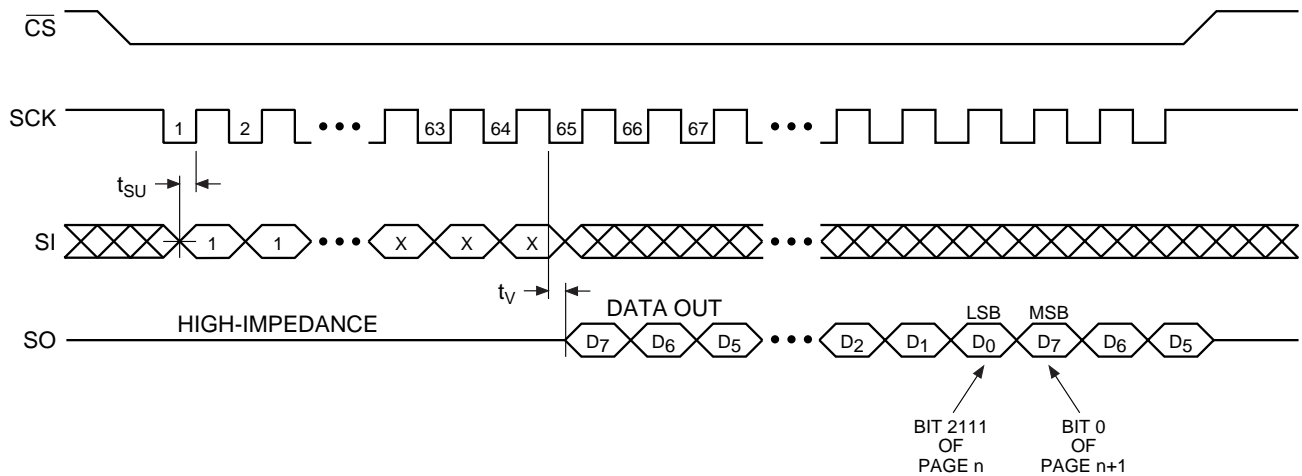 CS
SCK
1 2 63 64 65 66 67
tSU
SI
1 1 X X X
tV
HIGH-IMPEDANCE
DATA OUT
LSB MSB
SO
D7 D6 D5 D2 D1 D0 D7 D6 D5
BIT 2111
OF
PAGE n
BIT 0
OF
PAGE n+1